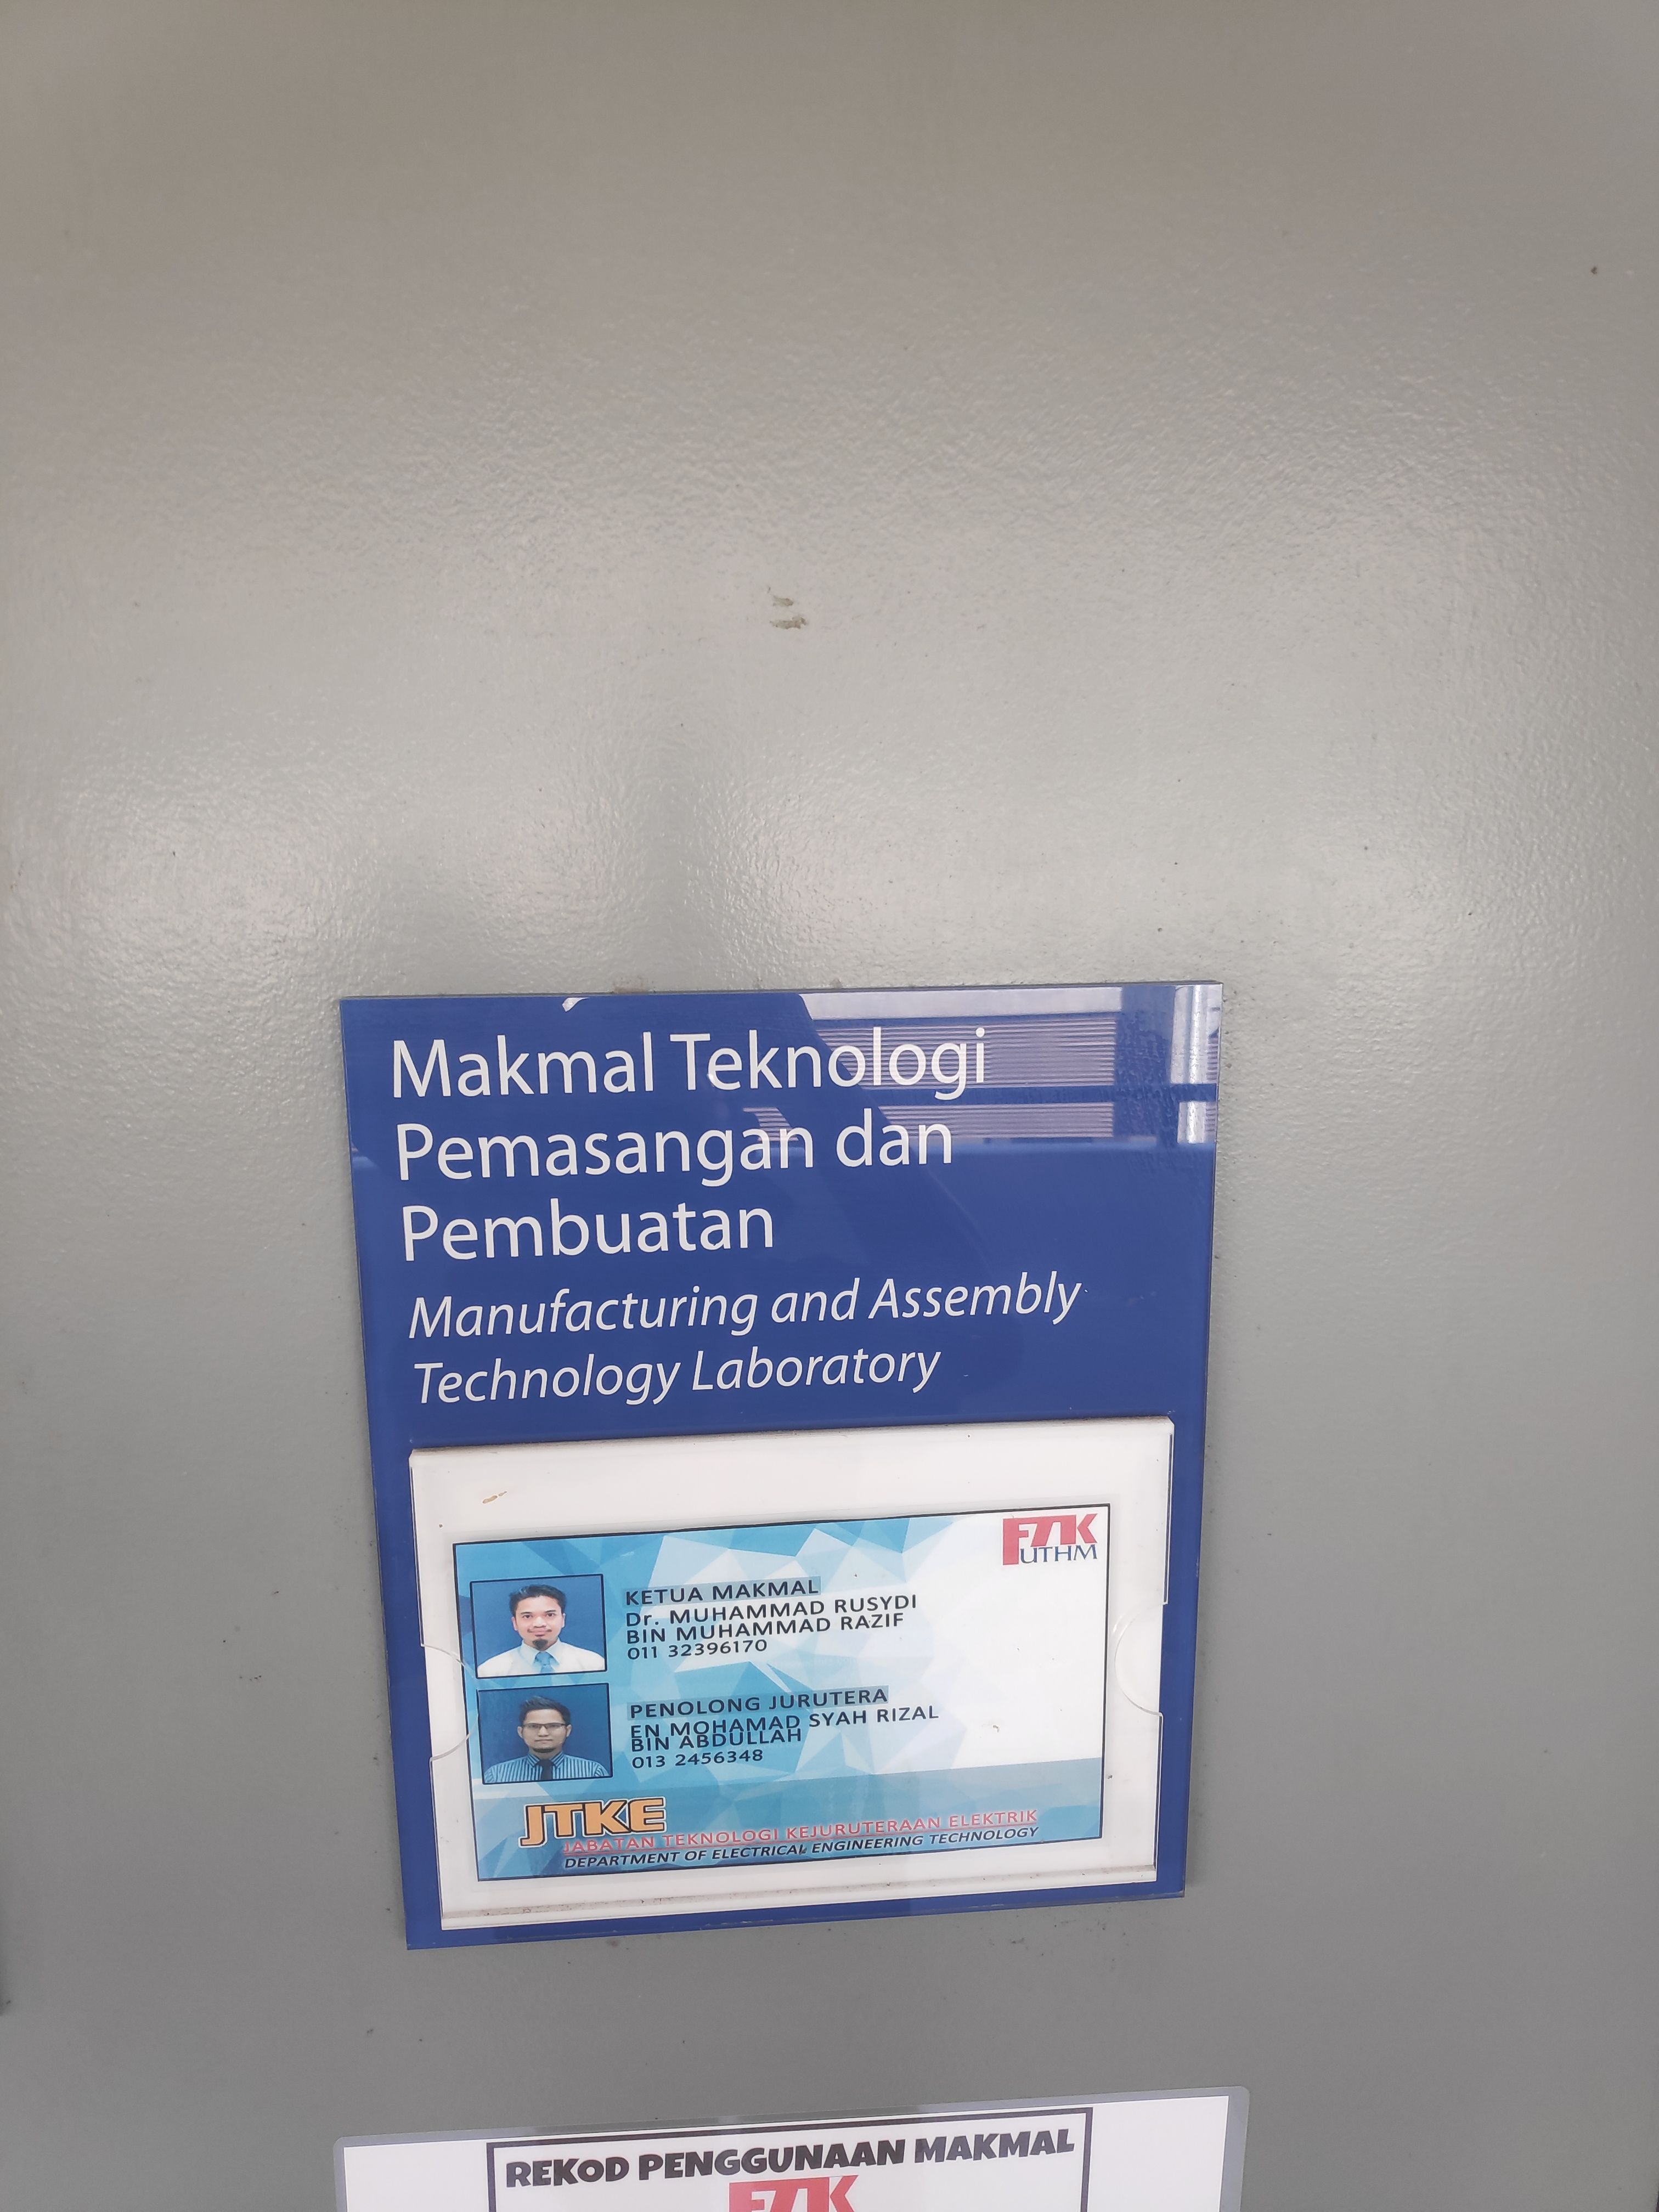 Makmal Teknologi
Pemasangan dan
Pembuatan
Manufacturing and Assembly
Technology Laboratory
FTK
UTHM
KETUA MAKMAL
Dr. MUHAMMAD RUSYDI
BIN MUHAMMAD RAZIF
011 32396170
PENOLONG JURUTERA
EN MOHAMAD SYAH RIZAL
BIN ABDULLAH
013 2456348
JTKE
JABATAN TEKNOLOGI KEJURUTERAAN ELEKTRIK
DEPARTMENT OF ELECTRICAL ENGINEERING TECHNOLOGY
REKOD PENGGUNAAN MAKMAL
FTK